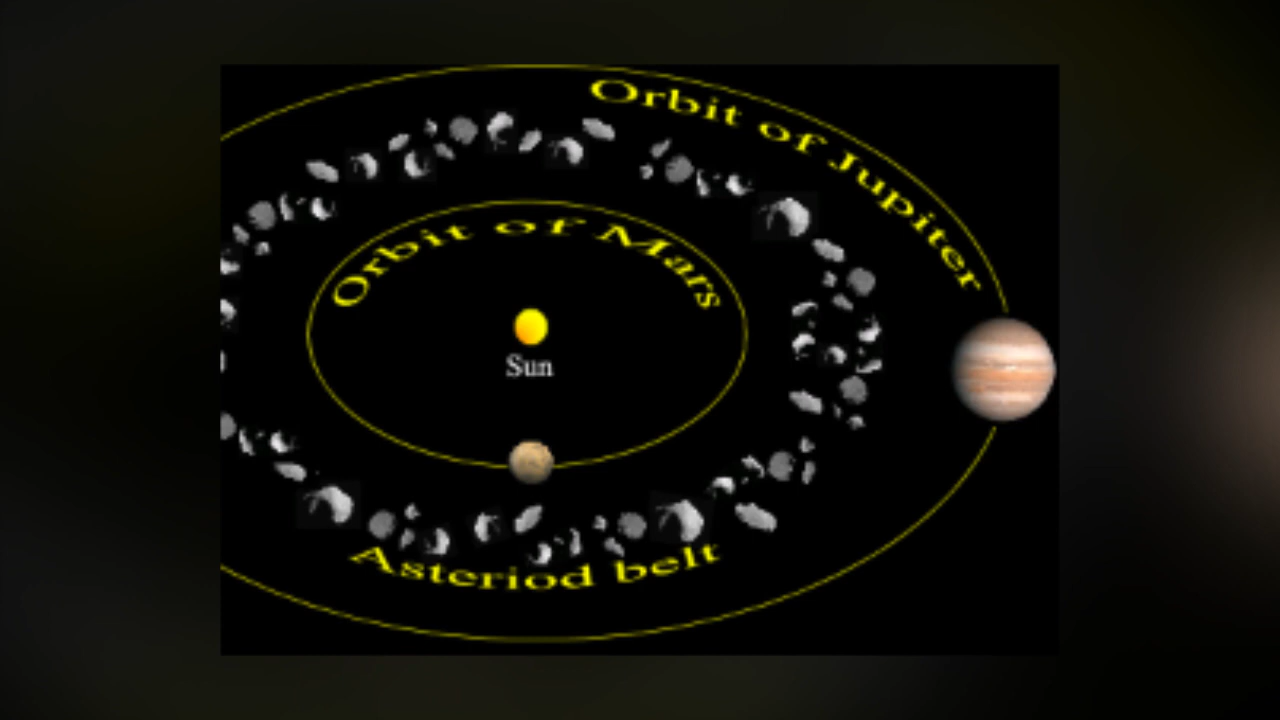 Orbit of Jupiter
Orbit of Mars
Sun
Asteriod belt